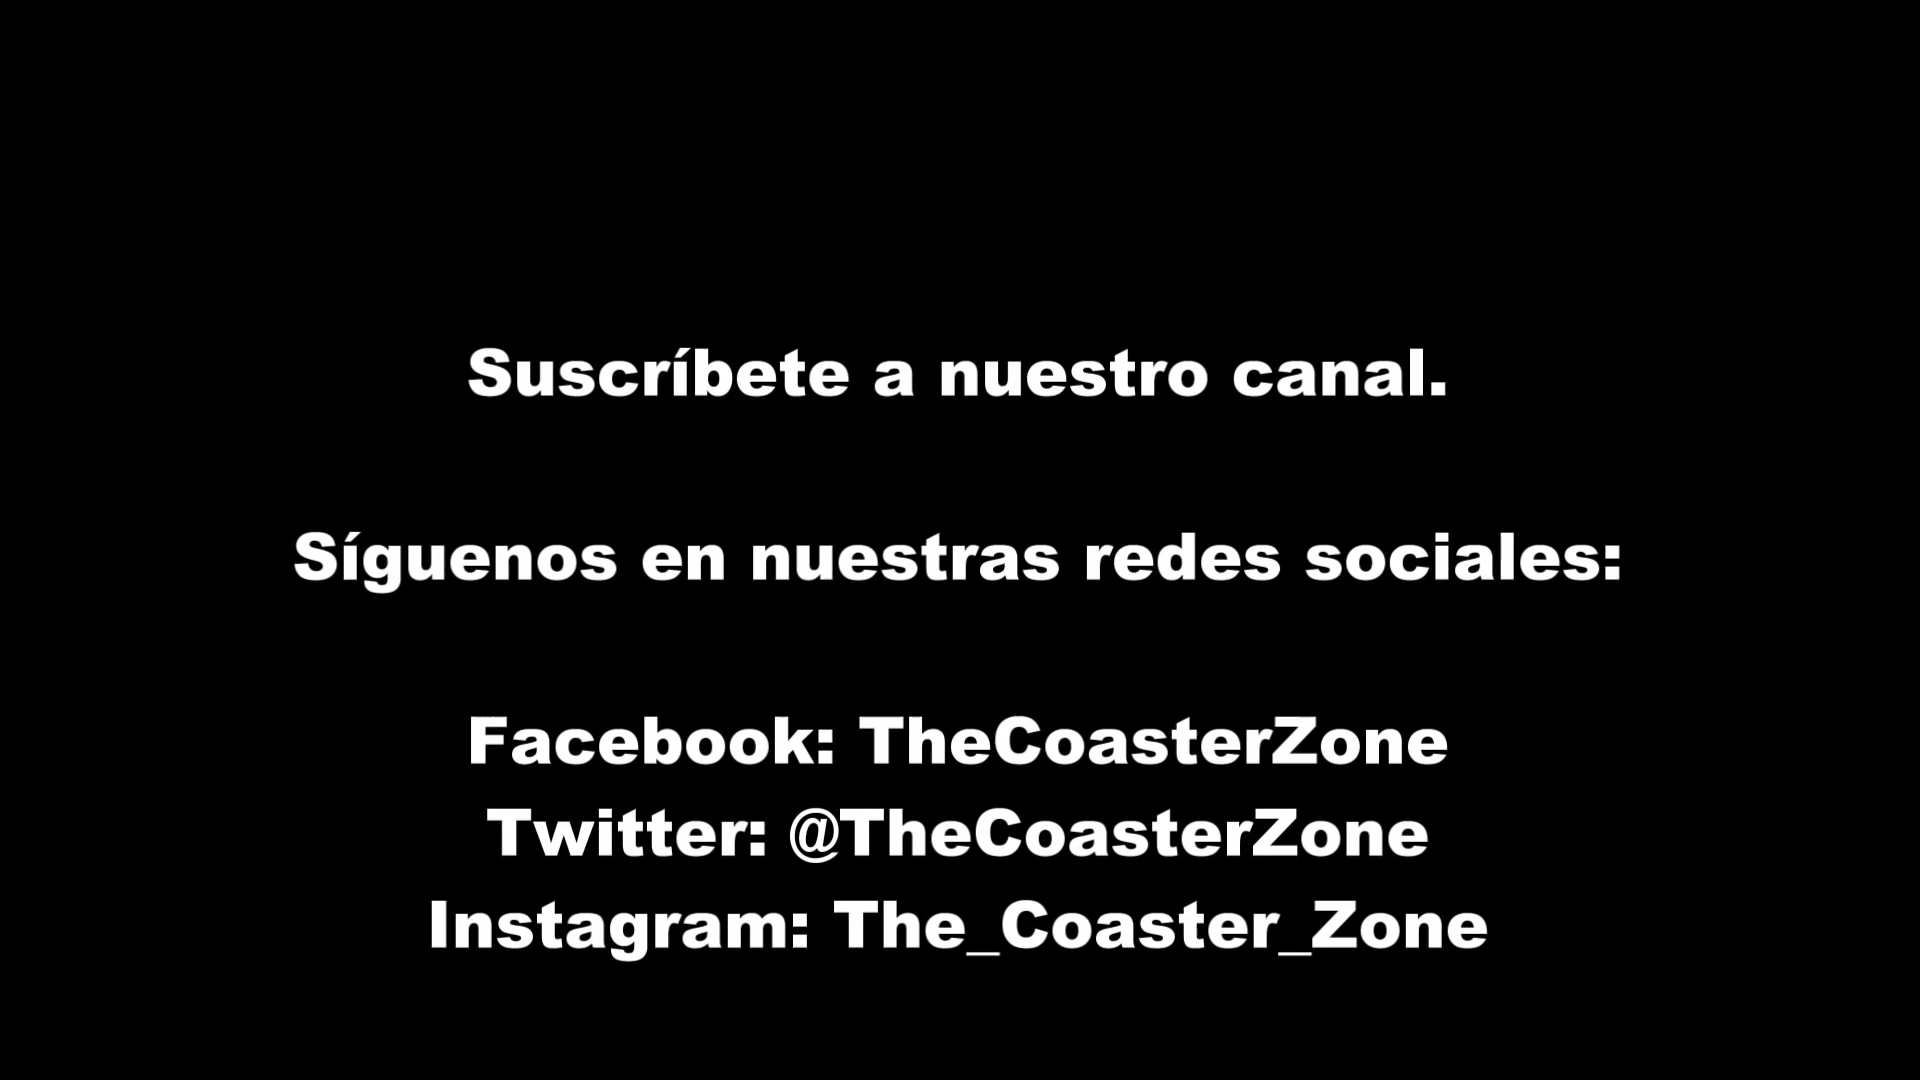 Suscríbete a nuestro canal.
Síguenos en nuestras redes sociales:
Facebook: TheCoasterZone
Twitter: @TheCoasterZone
Instagram: The_Coaster_Zone